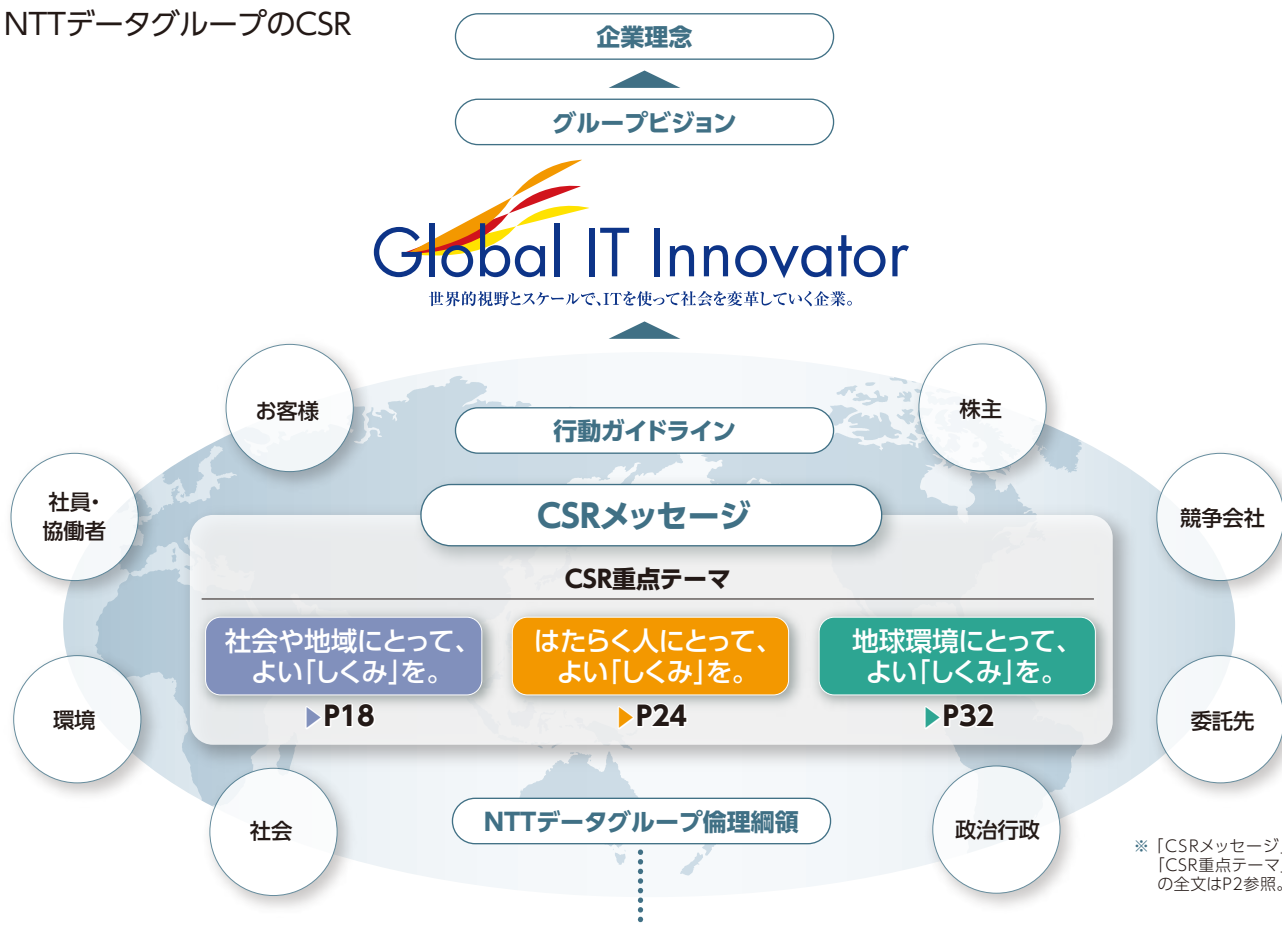 NTTデータグループのCSR
企業理念
グループビジョン
Global IT Innovator
世界的視野とスケールで、ITを使って社会を変革していく企業。
お客様
株主
行動ガイドライン
社員・
協働者
CSRメッセージ
競争会社
CSR重点テーマ
社会や地域にとって、
よい「しくみ」を。
▶P18
はたらく人にとって、
よい「しくみ」を。
▶P24
地球環境にとって、
よい「しくみ」を。
▶P32
環境
委託先
社会
NTTデータグループ倫理綱領
政治行政
※「CSRメッセージ」
「CSR重点テーマ」
の全文はP2参照。